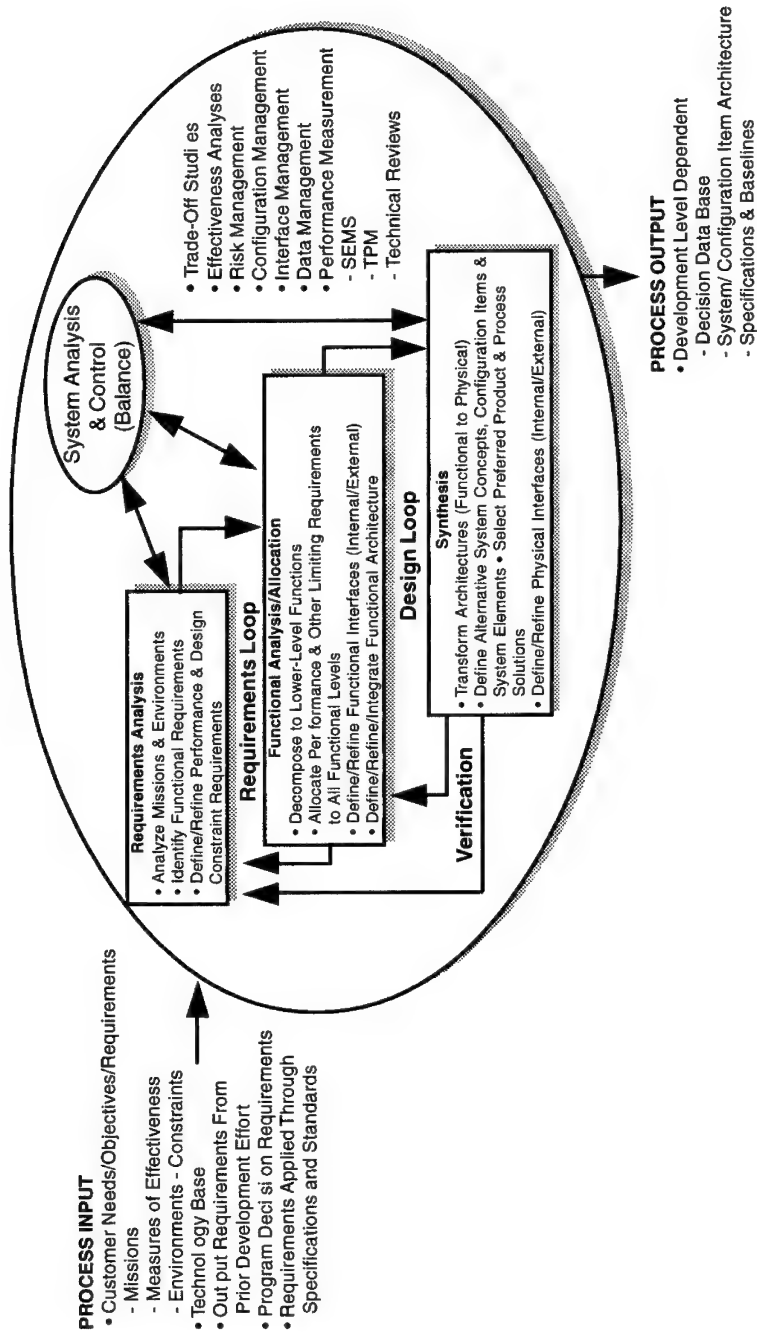 PROCESS INPUT
• Customer Needs/Objectives/Requirements
- Missions
- Measures of Effectiveness
- Environments - Constraints
• Technol ogy Base
• Out put Requirements From
Prior Development Effort
• Program Deci si on Requirements
• Requirements Applied Through
Specifications and Standards
Requirements Analysis
• Analyze Missions & Environments
• Identify Functional Requirements
• Define/Refine Performance & Design
Constraint Requirements
System Analysis
& Control
(Balance)
• Trade-Off Studi es
• Effectiveness Analyses
• Risk Management
• Configuration Management
• Interface Management
• Data Management
• Performance Measurement
- SEMS
- TPM
- Technical Reviews
Requirements Loop
Functional Analysis/Allocation
• Decompose to Lower-Level Functions
• Allocate Per formance & Other Limiting Requirements
to All Functional Levels
• Define/Refine Functional Interfaces (Internal/External)
• Define/Refine/Integrate Functional Architecture
Design Loop
Verification
Synthesis
• Transform Architectures (Functional to Physical)
• Define Alternative System Concepts, Configuration Items &
System Elements • Select Preferred Product & Process
Solutions
• Define/Refine Physical Interfaces (Internal/External)
PROCESS OUTPUT
• Development Level Dependent
- Decision Data Base
- System/ Configuration Item Architecture
- Specifications & Baselines